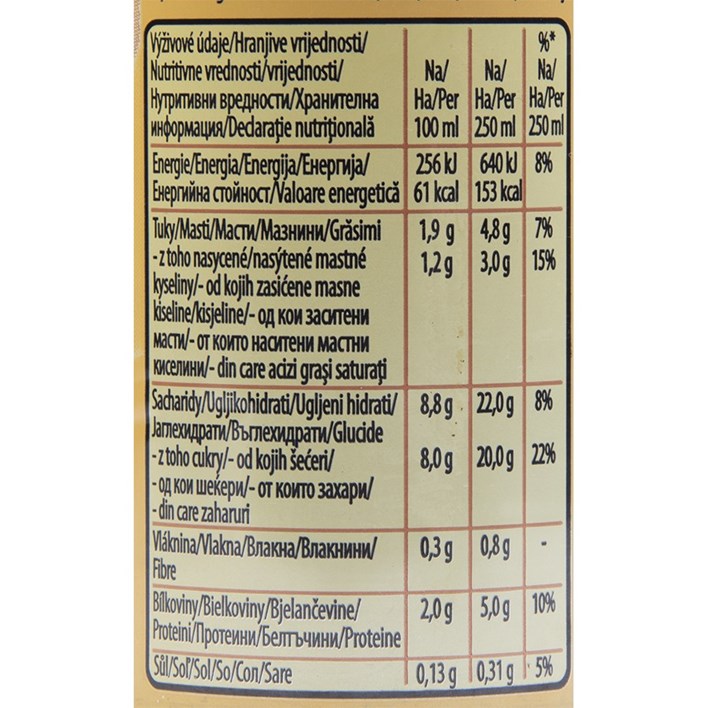 Výživové údaje/Hranjive vrijednosti/ %*
Nutritivne vrednosti/vrijednosti/ Na/ Na/ Na/
Нутритивни вредности/Хранителна Ha/Per Ha/Per Ha/Per
информация/Declarație nutrițională 100 ml 250 ml 250 ml
Energie/Energia/Energija/Енергија/ 256 kJ 640 kJ 8%
Енергийна стойност/Valoare energetică 61 kcal 153 kcal
Tuky/Masti/Масти/Мазнини/Grăsimi 1,9 g 4,8 g 7%
- z toho nasycené/nasýtené mastné 1,2 g 3,0 g 15%
kyseliny/- od kojih zasićene masne
kiseline/kisjeline/- од кои заситени
масти/- от които наситени мастни
киселини/- din care acizi grași saturați
Sacharidy/Ugljikohidrati/Ugljeni hidrati/ 8,8 g 22,0 g 8%
Јаглехидрати/Въглехидрати/Glucide
- z toho cukry/- od kojih šećeri/ 8,0 g 20,0 g 22%
- од кои шеќери/- от които захари/
- din care zaharuri
Vláknina/Vlakna/Влакна/Влакнини/ 0,3 g 0,8 g -
Fibre
Bílkoviny/Bielkoviny/Bjelančevine/ 2,0 g 5,0 g 10%
Proteini/Протеини/Белтъчини/Proteine
Sůl/Soľ/Sol/So/Сол/Sare 0,13 g 0,31 g 5%